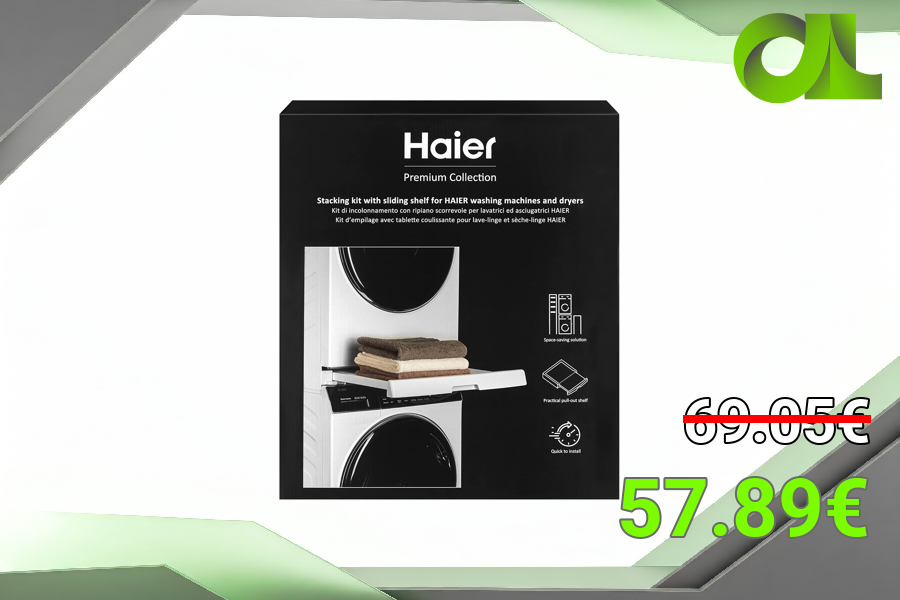 Haier
Premium Collection
Stacking kit with sliding shelf for HAIER washing machines and dryers
Kit di incolonnamento con ripiano scorrevole per lavatrici ed asciugatrici HAIER
Kit d'empilage avec tablette coulissante pour lave-linge et sèche-linge HAIER
Space-saving solution
Practical pull-out shelf
Quick to install
69.05€
57.89€